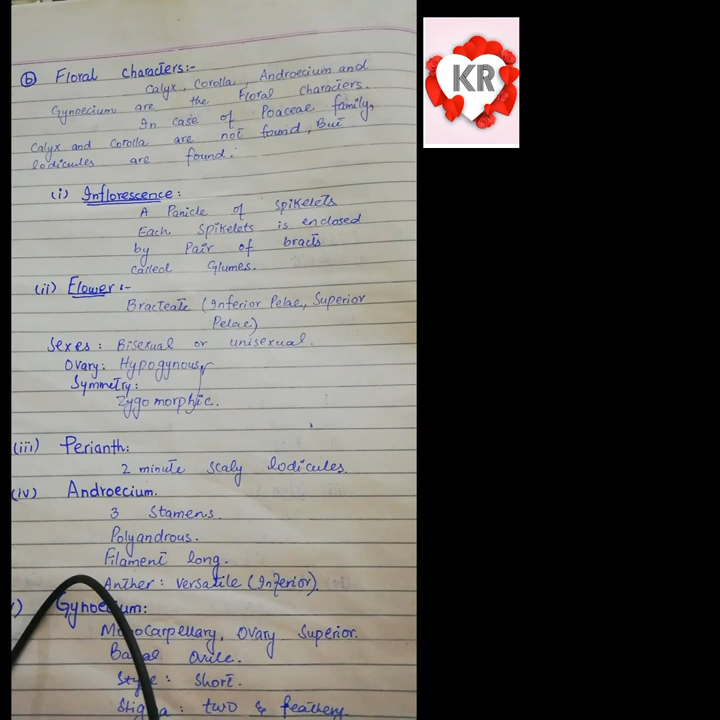 (b) Floral characters:-
Calyx, Corolla, Androecium and
Gynoecium are the Floral characters.
In case of Poaceae family,
Calyx and Corolla are not found, But
lodicules are found.
(i) Inflorescence:
A Panicle of Spikelets
Each Spikelets is enclosed
by Pair of bracts
called Glumes.
(ii) Flower:-
Bracteate (Inferior Pelae, Superior
Pelae)
Sexes: Bisexual or unisexual.
Ovary: Hypogynous,
Symmetry:
Zygomorphic.
(iii) Perianth:
2 minute scaly lodicules.
(iv) Androecium.
3 Stamens.
Polyandrous.
Filament long.
Anther: Versatile (Inferior).
) Gynoecium:
Monocarpellary, Ovary Superior.
Basal Ovule.
Style: Short.
Stigma: two & feathery
KR